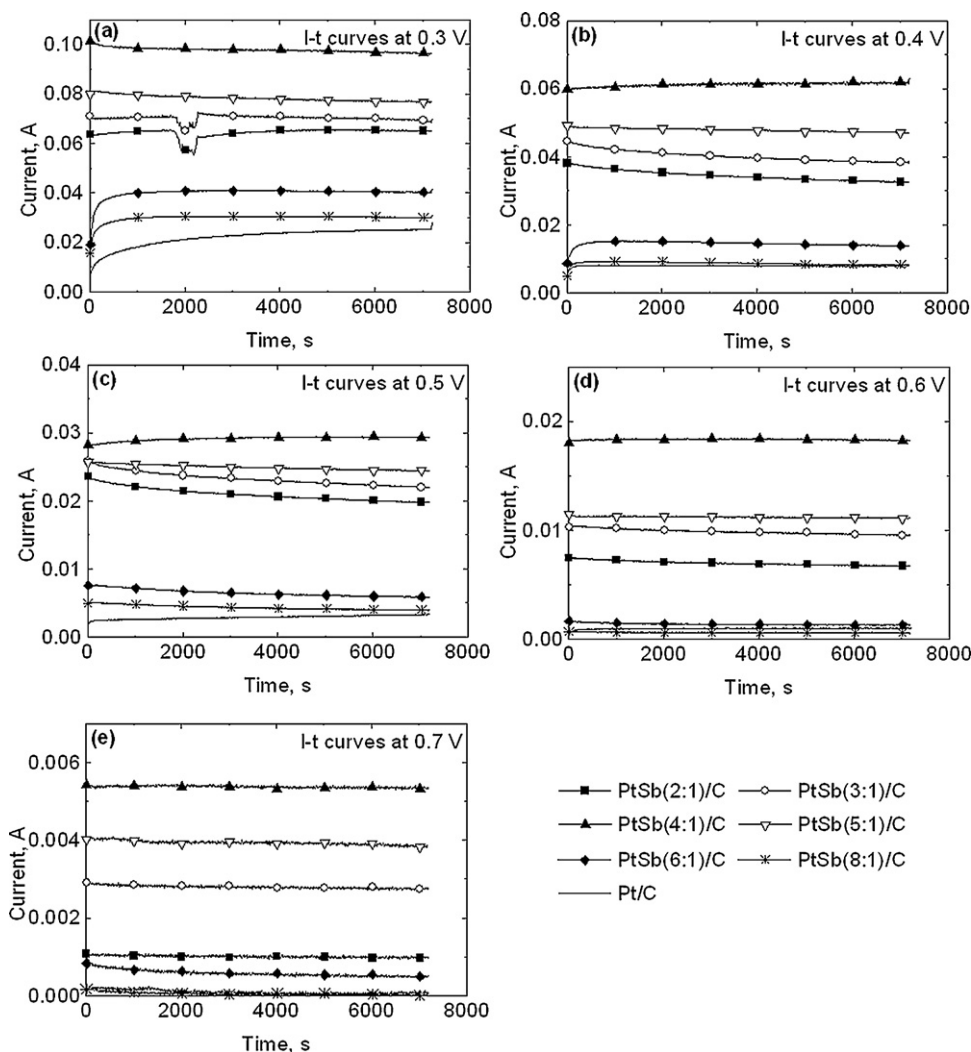 (a)
I-t curves at 0.3 V
0.10
0.08
0.06
0.04
0.02
0.00
Current, A
0 2000 4000 6000 8000
Time, s
(b)
I-t curves at 0.4 V
0.08
0.06
0.04
0.02
0.00
Current, A
0 2000 4000 6000 8000
Time, s
(c)
I-t curves at 0.5 V
0.04
0.03
0.02
0.01
0.00
Current, A
0 2000 4000 6000 8000
Time, s
(d)
I-t curves at 0.6 V
0.02
0.01
0.00
Current, A
0 2000 4000 6000 8000
Time, s
(e)
I-t curves at 0.7 V
0.006
0.004
0.002
0.000
Current, A
0 2000 4000 6000 8000
Time, s
PtSb(2:1)/C PtSb(3:1)/C
PtSb(4:1)/C PtSb(5:1)/C
PtSb(6:1)/C PtSb(8:1)/C
Pt/C